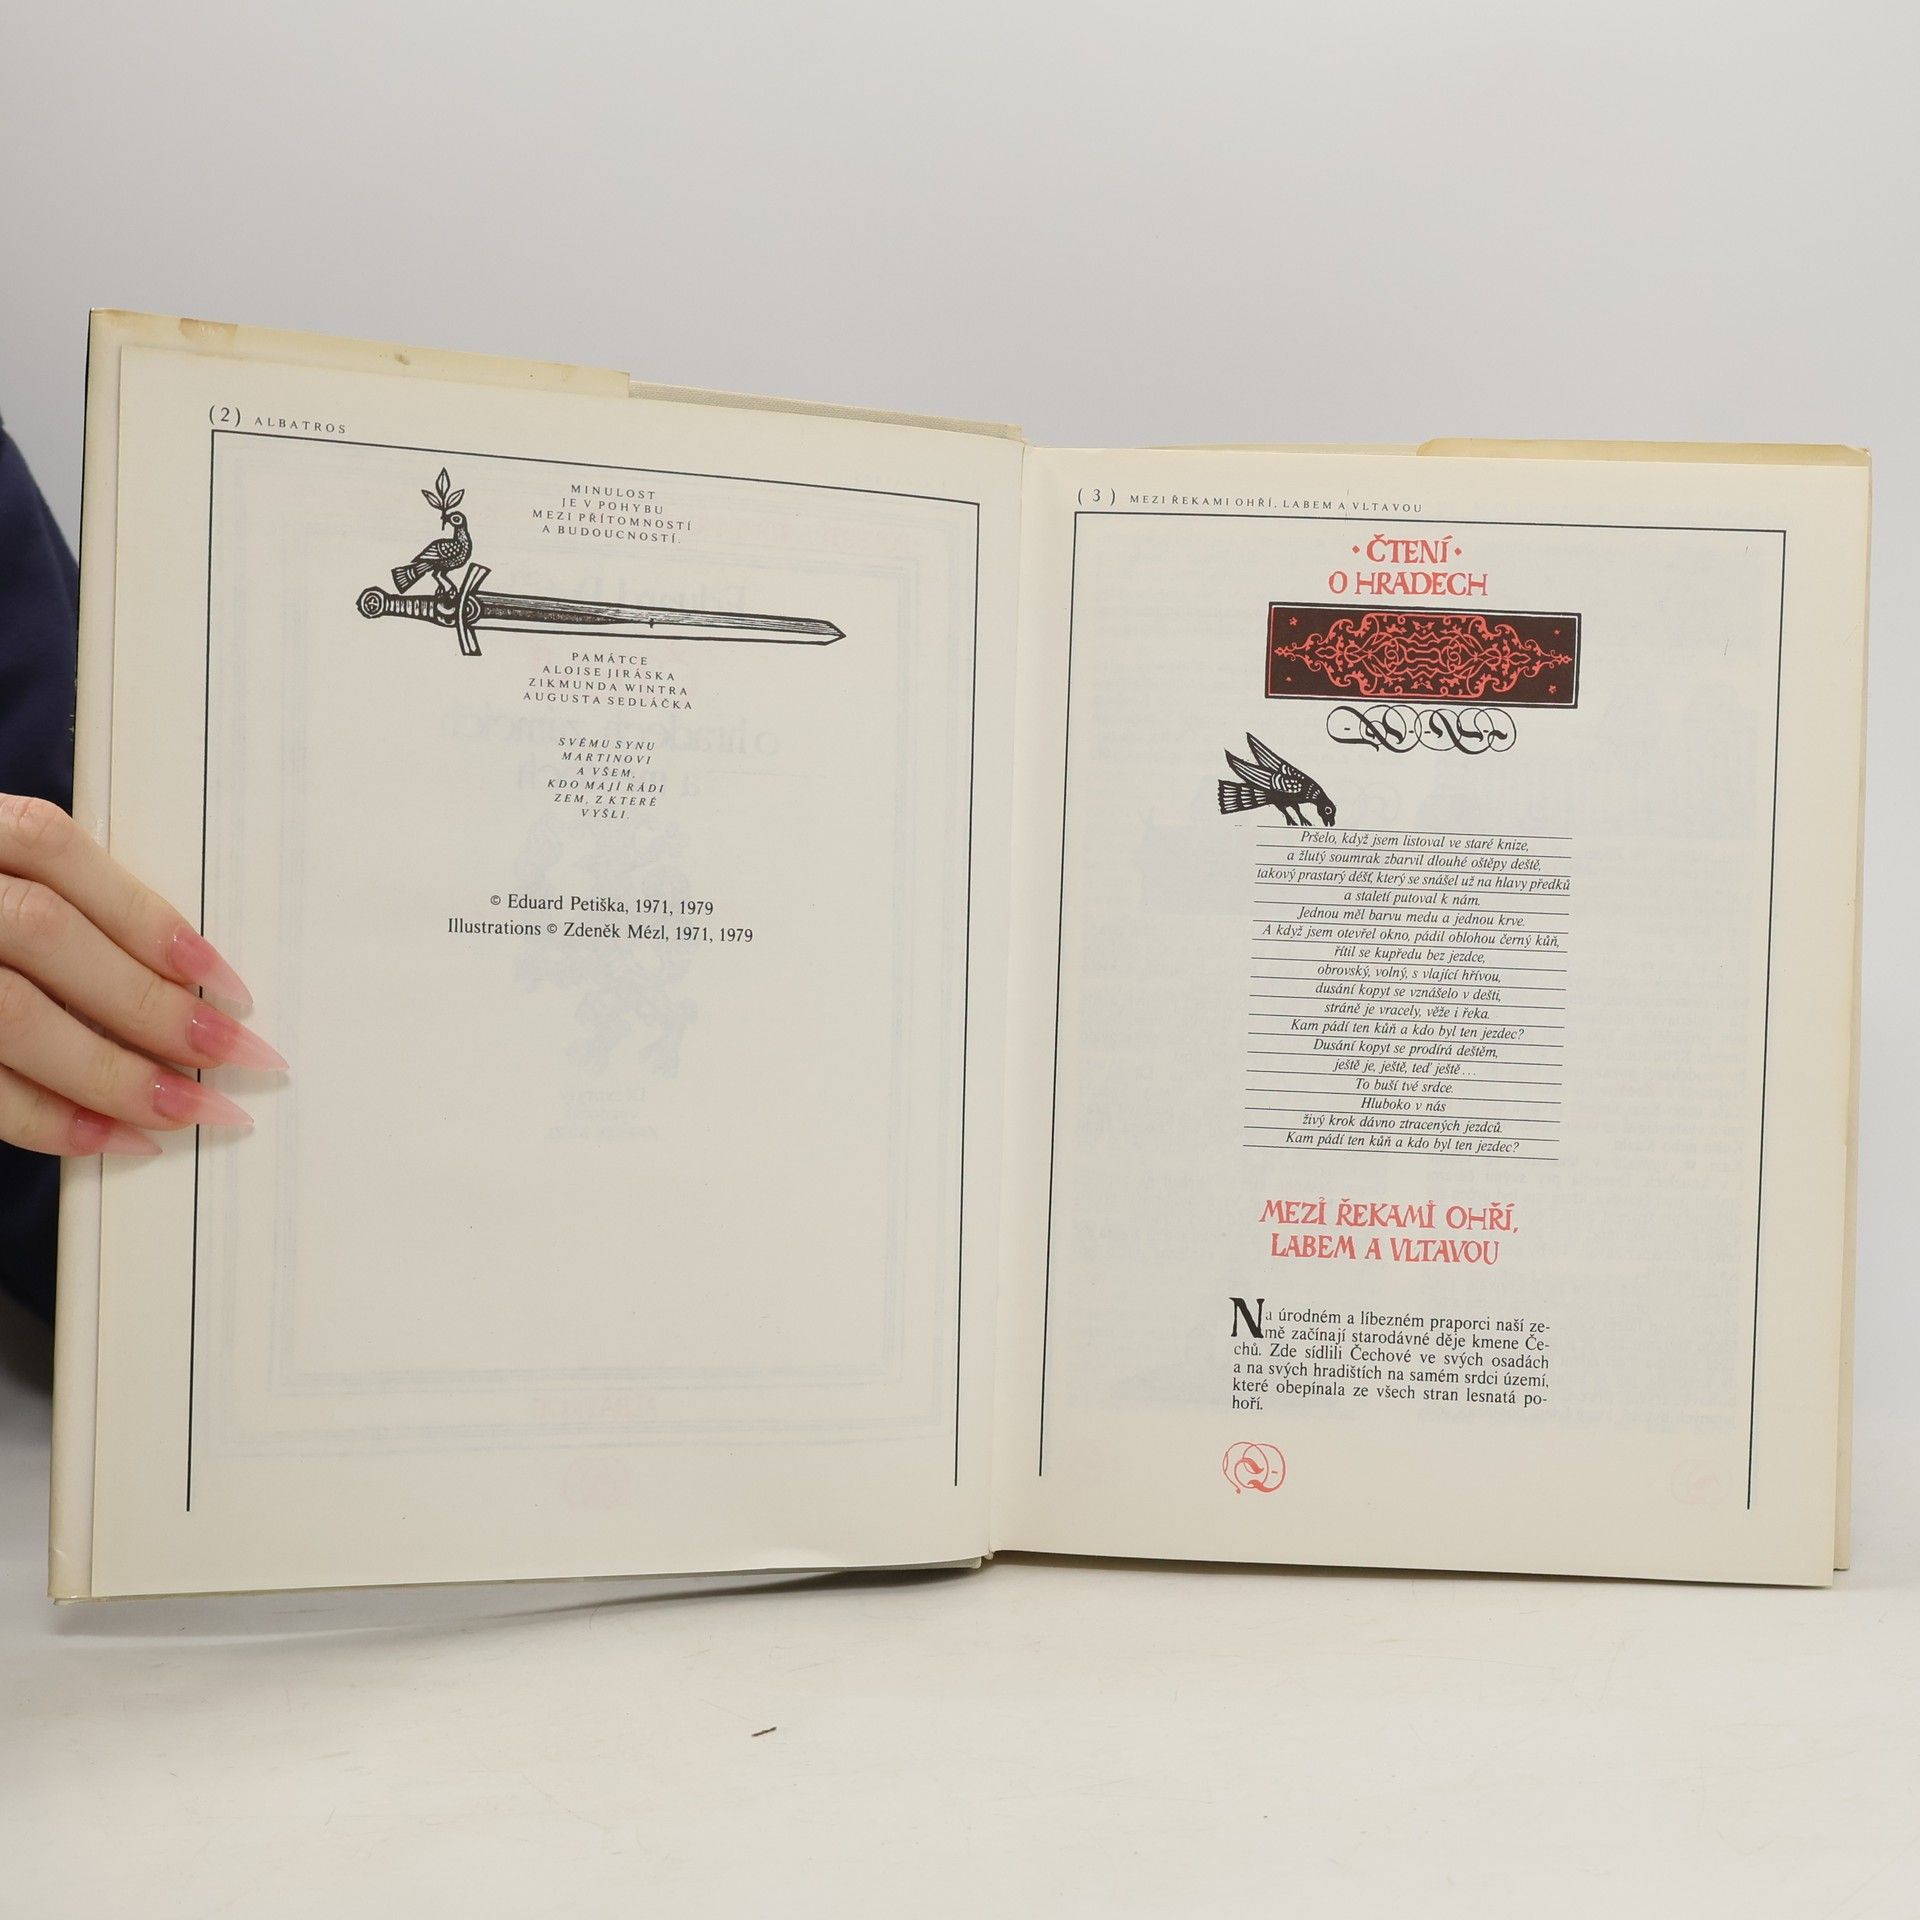 (2) ALBATROS
MINULOST
JE V POHYBU
MEZI PŘÍTOMNOSTÍ
A BUDOUCNOSTÍ.
PAMÁTCE
ALOISE JIRÁSKA
ZIKMUNDA WINTRA
AUGUSTA SEDLÁČKA
SVÉMU SYNU
MARTINOVI
A VŠEM,
KDO MAJÍ RÁDI
ZEM, Z KTERÉ
VYŠLI.
© Eduard Petiška, 1971, 1979
Illustrations © Zdeněk Mézl, 1971, 1979
(3) MEZI ŘEKAMI OHŘÍ, LABEM A VLTAVOU
· ČTENÍ ·
O HRADECH
Pršelo, když jsem listoval ve staré knize,
a žlutý soumrak zbarvil dlouhé oštěpy deště,
takový prastarý déšť, který se snášel už na hlavy předků
a staletí putoval k nám.
Jednou měl barvu medu a jednou krve.
A když jsem otevřel okno, pádil oblohou černý kůň,
řítil se kupředu bez jezdce,
obrovský, volný, s vlající hřívou,
dusání kopyt se vznášelo v dešti,
stráně je vracely, věže i řeka.
Kam pádí ten kůň a kdo byl ten jezdec?
Dusání kopyt se prodírá deštěm,
ještě je, ještě, teď ještě...
To buší tvé srdce.
Hluboko v nás
živý krok dávno ztracených jezdců.
Kam pádí ten kůň a kdo byl ten jezdec?
MEZI ŘEKAMI OHŘÍ,
LABEM A VLTAVOU
Na úrodném a líbezném praporci naší ze-
mě začínají starodávné děje kmene Če-
chů. Zde sídlili Čechové ve svých osadách
a na svých hradištích na samém srdci území,
které obepínala ze všech stran lesnatá po-
hoří.